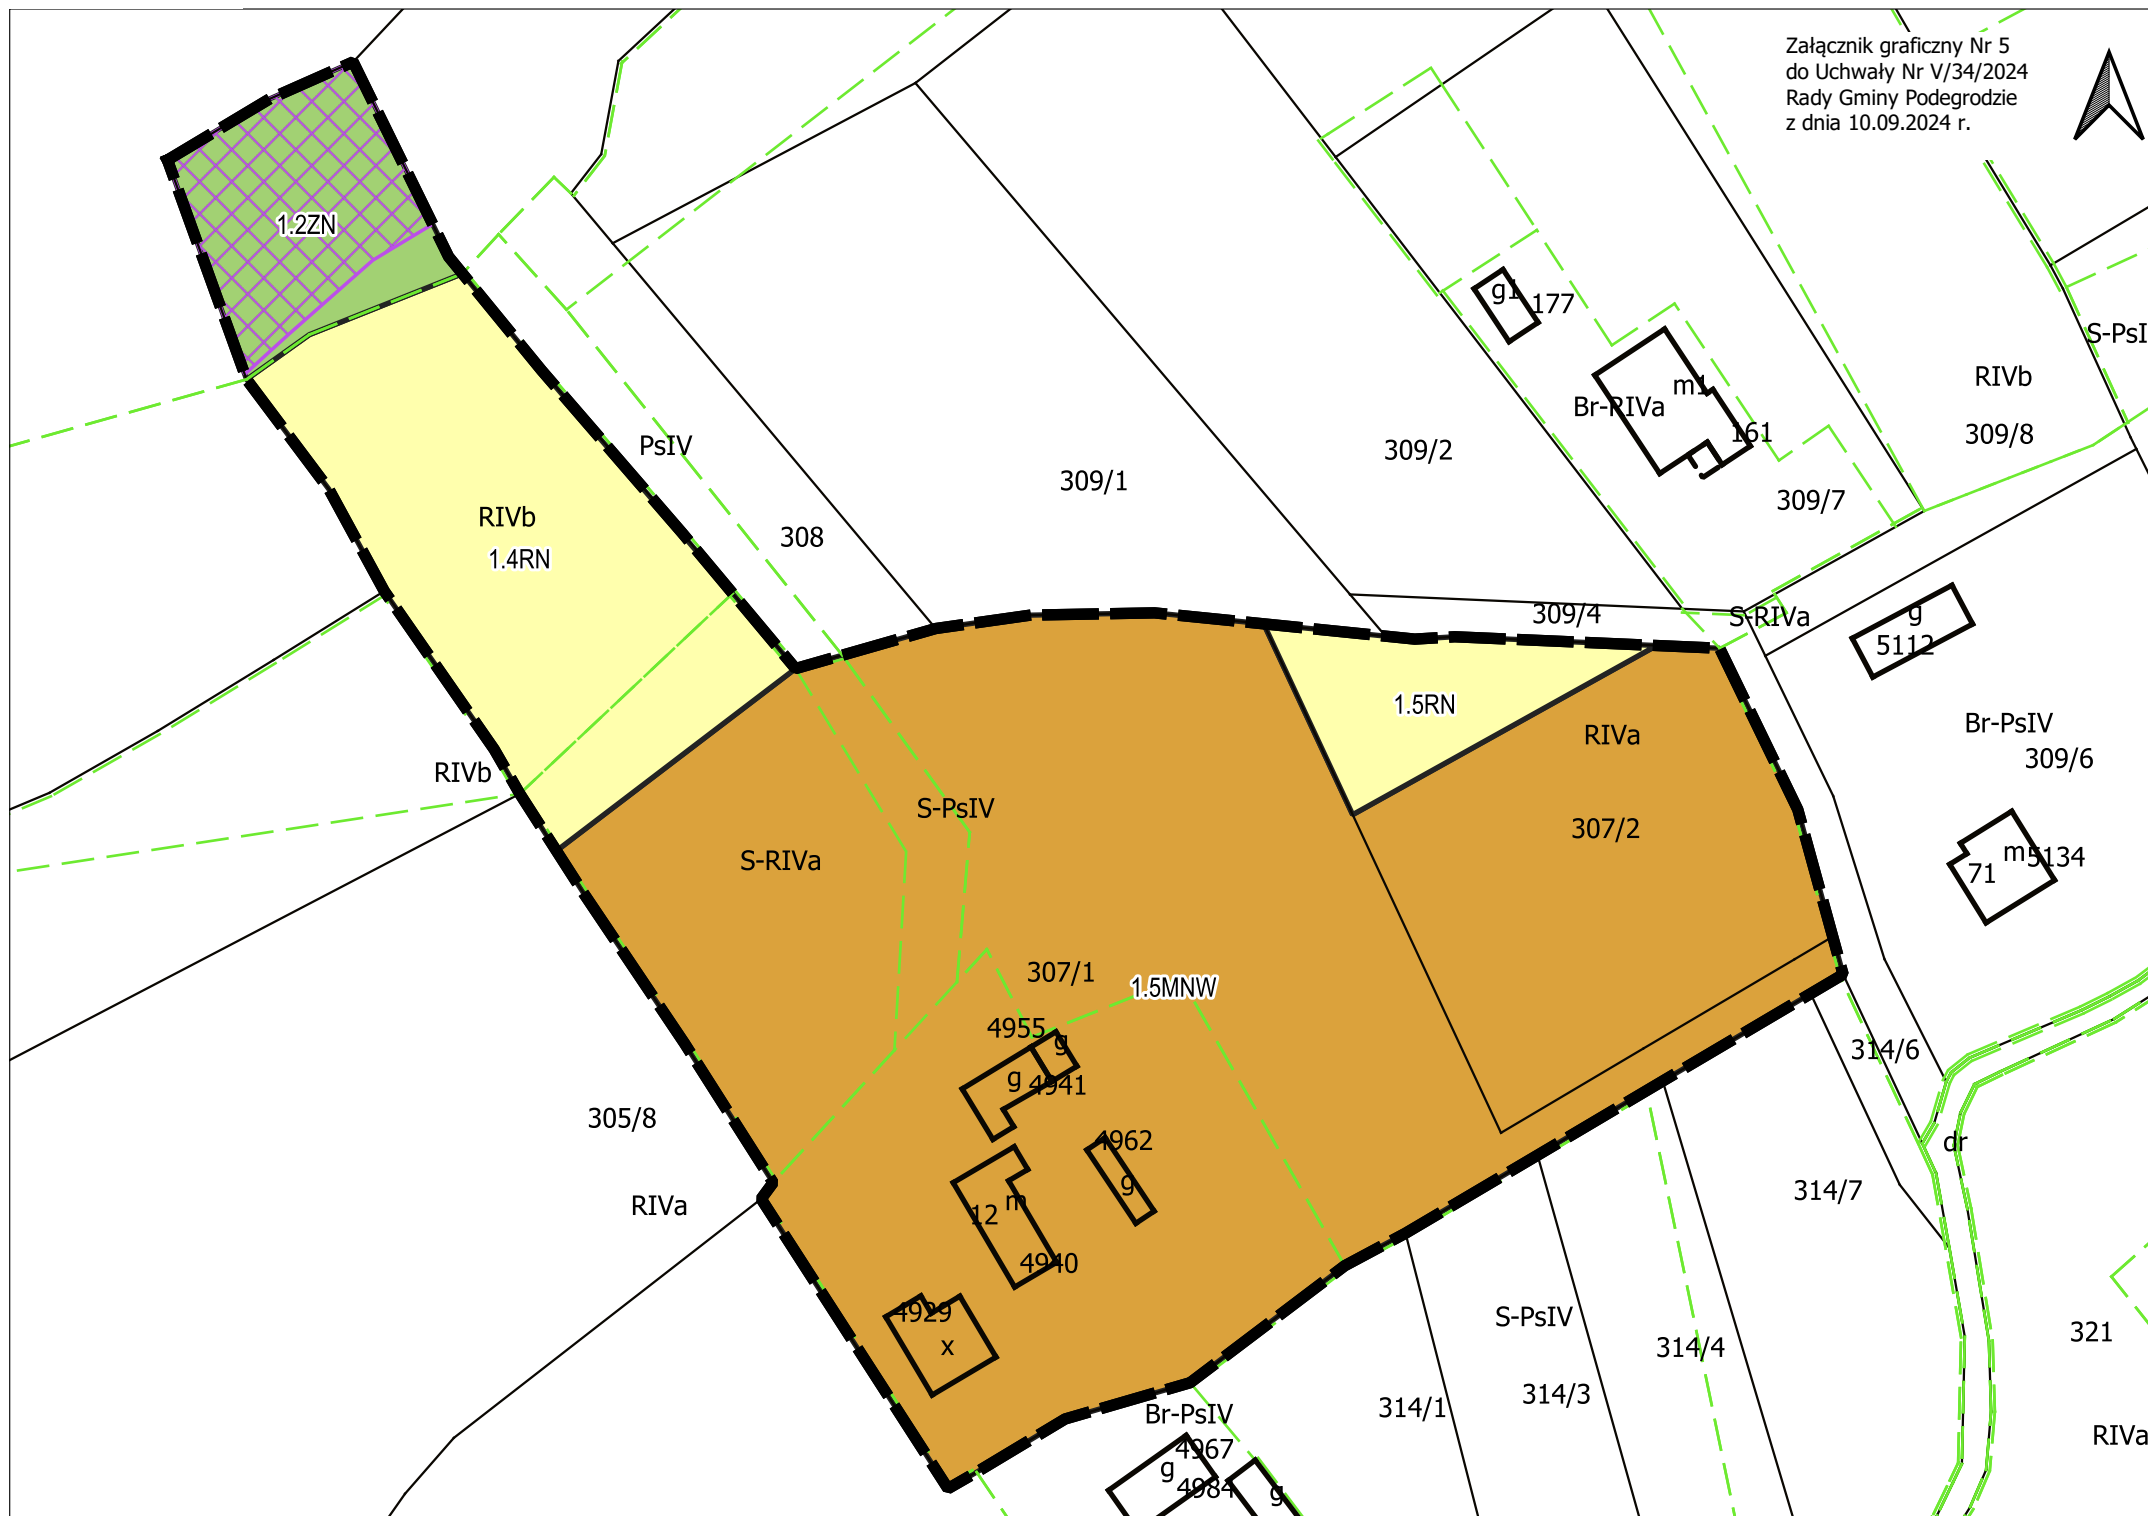 Załącznik graficzny Nr 5
do Uchwały Nr V/34/2024
Rady Gminy Podegrodzie
z dnia 10.09.2024 r.
1.2ZN
g1
177
S-PsI
RIVb
m1
Br-RIVa
161
309/8
PsIV
309/2
309/1
309/7
RIVb
308
1.4RN
309/4
S-RIVa
g
5112
1.5RN
RIVa
Br-PsIV
309/6
RIVb
S-PsIV
307/2
S-RIVa
m
5134
71
307/1
1.5MNW
4955
g
g
4941
314/6
305/8
4962
dr
g
314/7
RIVa
m
12
4940
4929
x
S-PsIV
314/4
321
314/3
314/1
Br-PsIV
RIVa
4967
g
4984
g